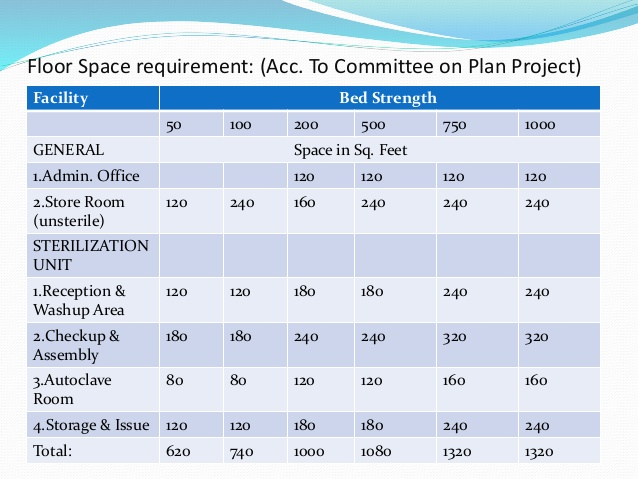 Floor Space requirement: (Acc. To Committee on Plan Project)
Facility Bed Strength
50 100 200 500 750 1000
GENERAL Space in Sq. Feet
1.Admin. Office 120 120 120 120
2.Store Room (unsterile) 120 240 160 240 240 240
STERILIZATION UNIT
1.Reception & Washup Area 120 120 180 180 240 240
2.Checkup & Assembly 180 180 240 240 320 320
3.Autoclave Room 80 80 120 120 160 160
4.Storage & Issue 120 120 180 180 240 240
Total: 620 740 1000 1080 1320 1320